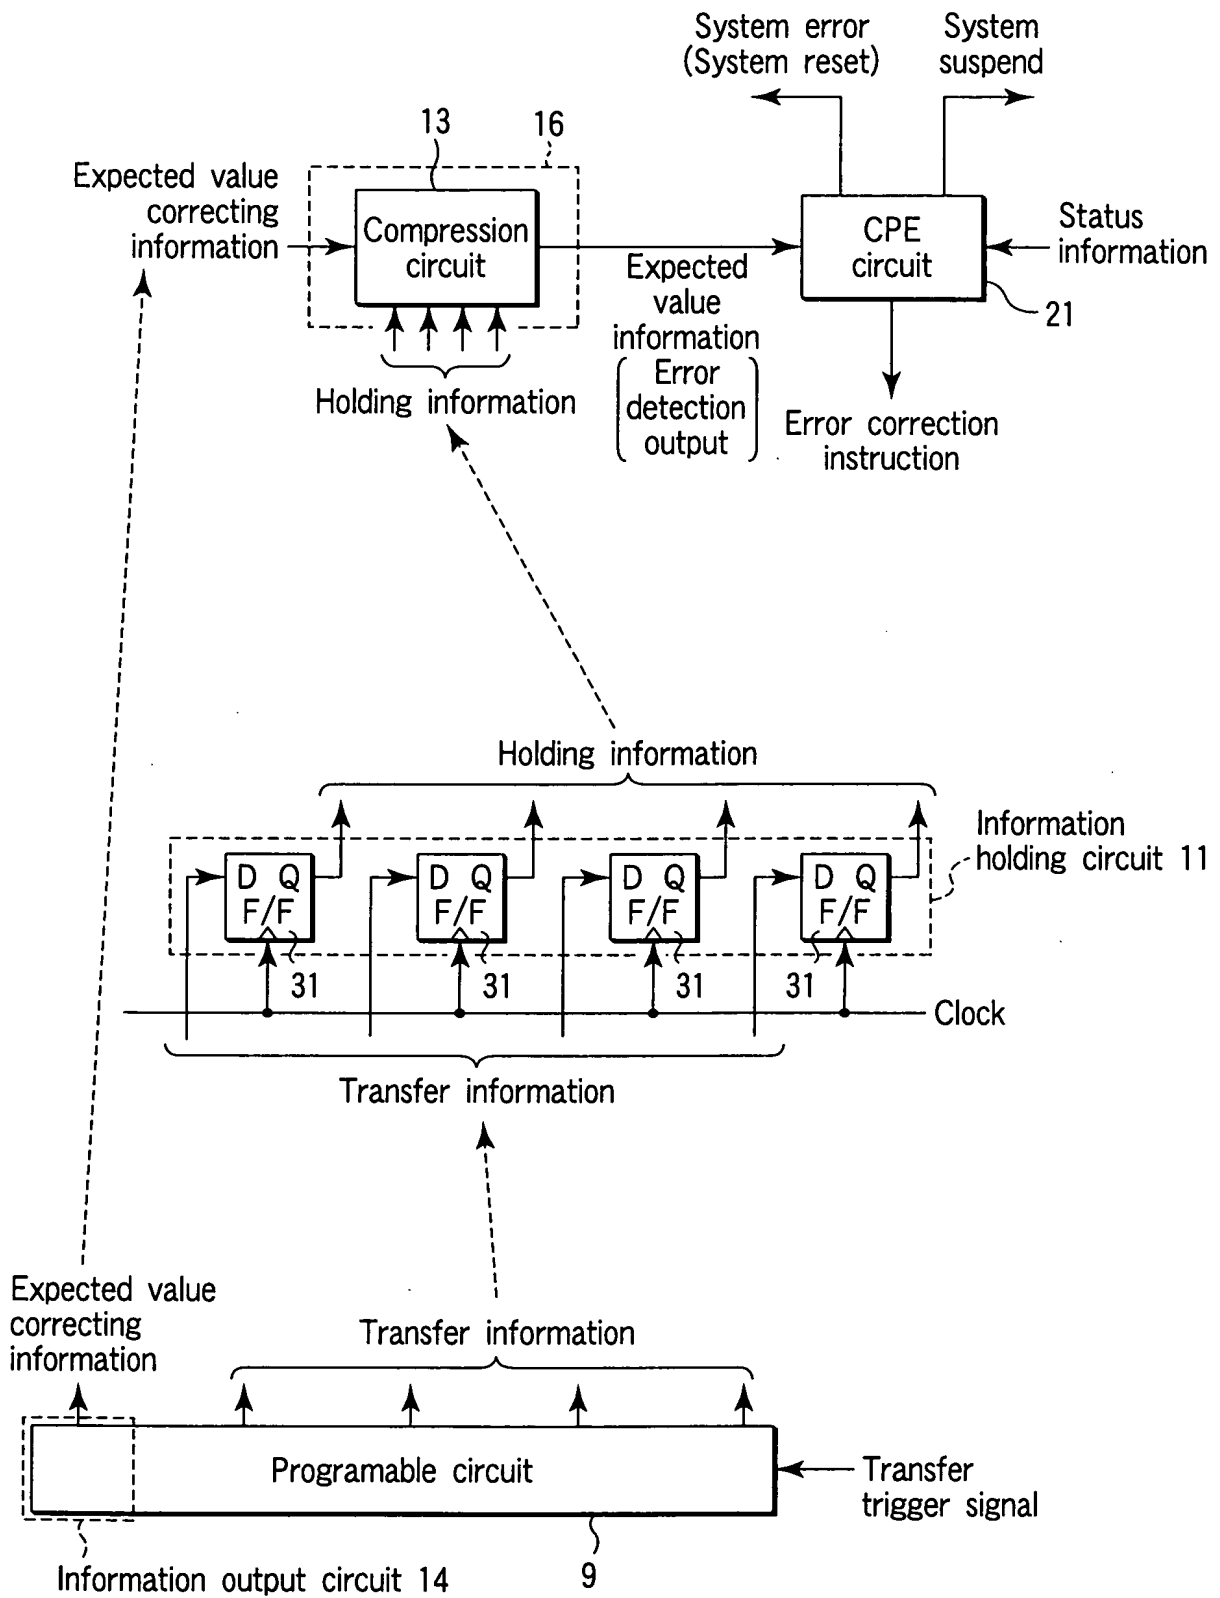 System error
(System reset)
System
suspend
13
16
Expected value
correcting
information
Compression
circuit
CPE
circuit
Status
information
21
Expected
value
information
Error
detection
output
Holding information
Error correction
instruction
Holding information
Information
holding circuit 11
D Q
F/F
D Q
F/F
D Q
F/F
D Q
F/F
31
31
31
31
Clock
Transfer information
Expected value
correcting
information
Transfer information
Programable circuit
Transfer
trigger signal
Information output circuit 14
9